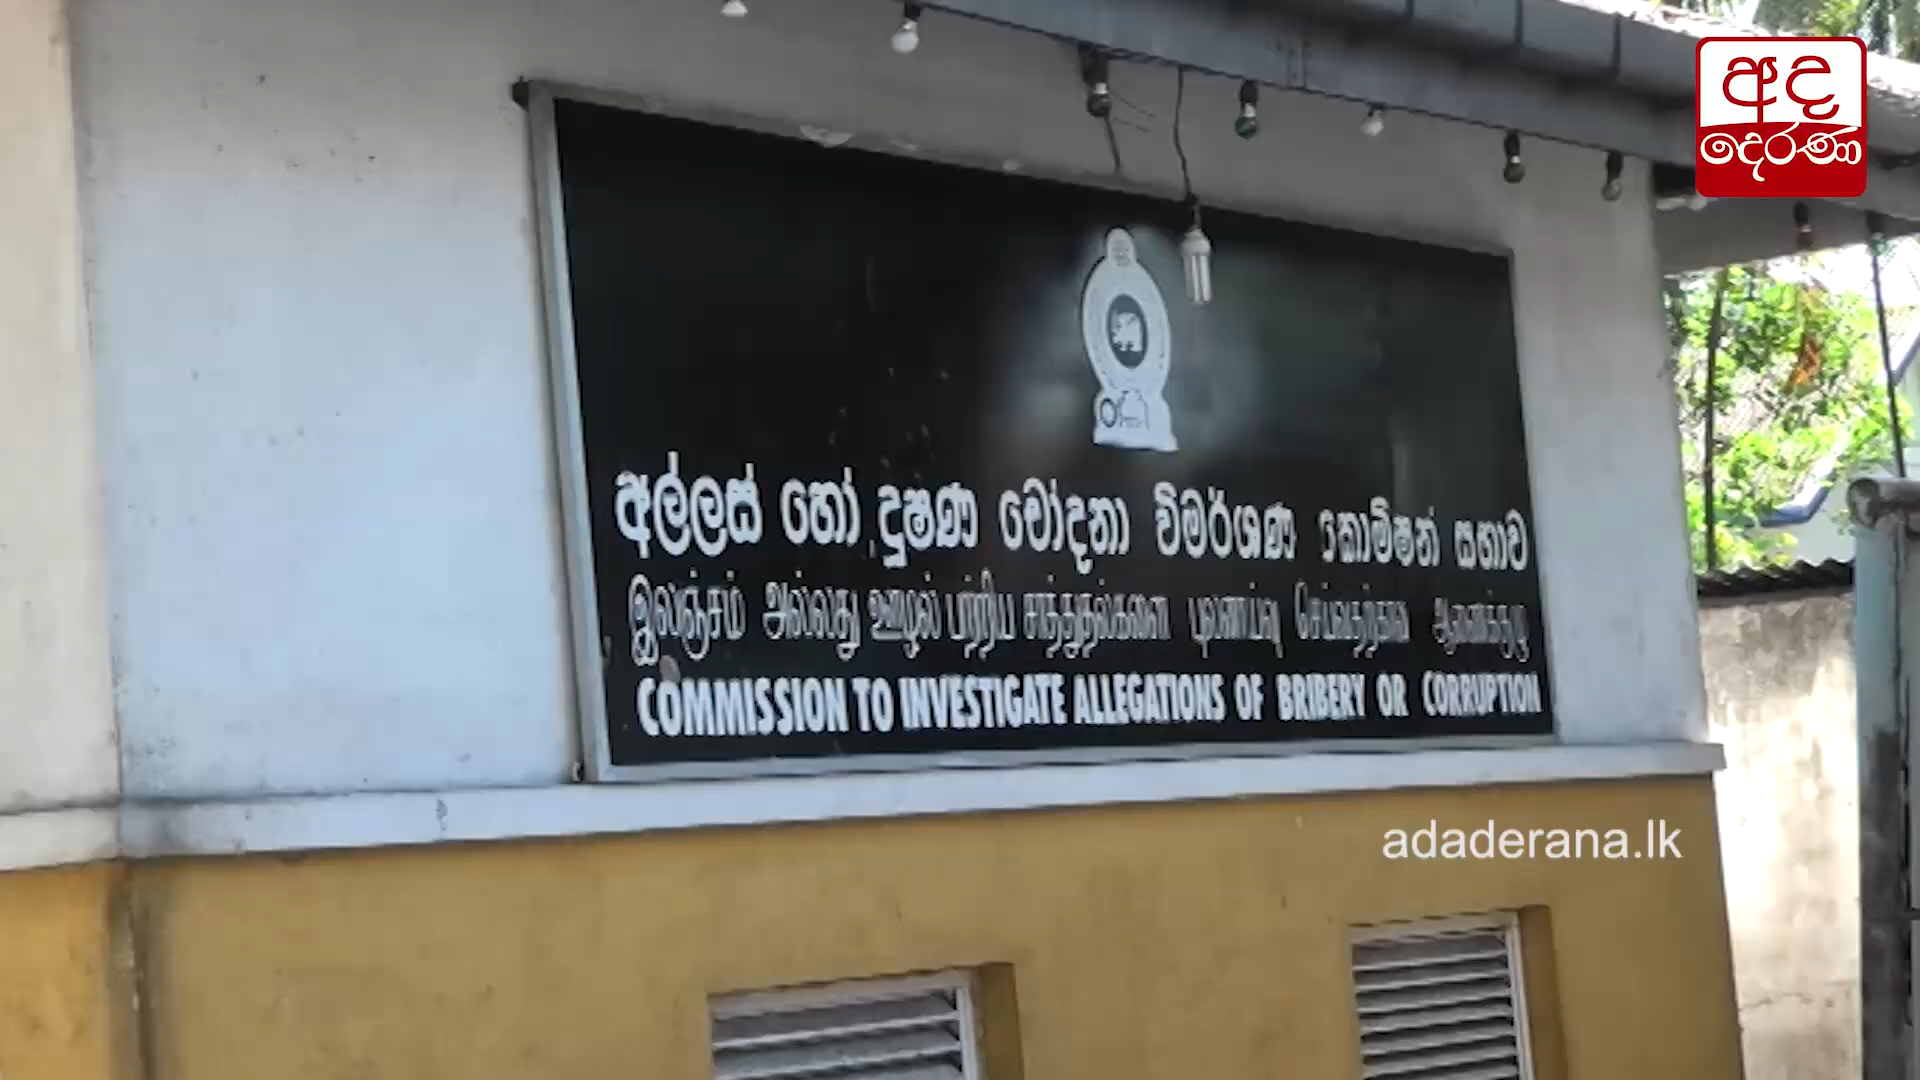 අද
දෙරණ
අල්ලස් හෝ දූෂණ චෝදනා විමර්ශන කොමිෂන් සභාව
இலஞ்சம் அல்லது ஊழல் பற்றிய சாத்துதல்களை புலனாய்வு செய்வதற்கான ஆணைக்குழு
COMMISSION TO INVESTIGATE ALLEGATIONS OF BRIBERY OR CORRUPTION
adaderana.lk